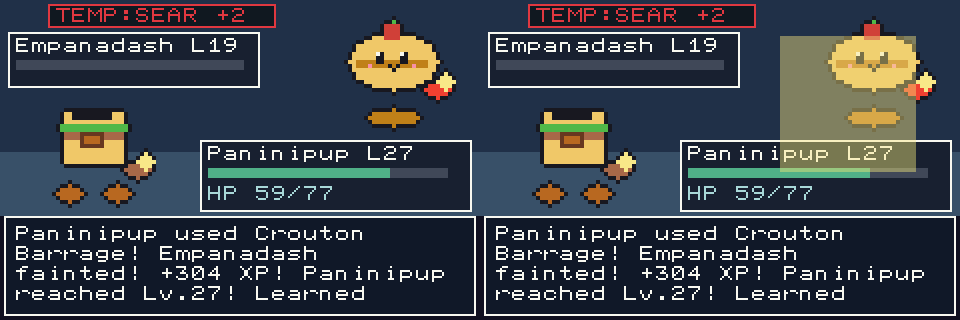 TEMP:SEAR +2
Empanadash L19
Paninipup L27
HP 59/77
Paninipup used Crouton
Barrage! Empanadash
fainted! +304 XP! Paninipup
reached Lv.27! Learned
TEMP:SEAR +2
Empanadash L19
Paninipup L27
HP 59/77
Paninipup used Crouton
Barrage! Empanadash
fainted! +304 XP! Paninipup
reached Lv.27! Learned